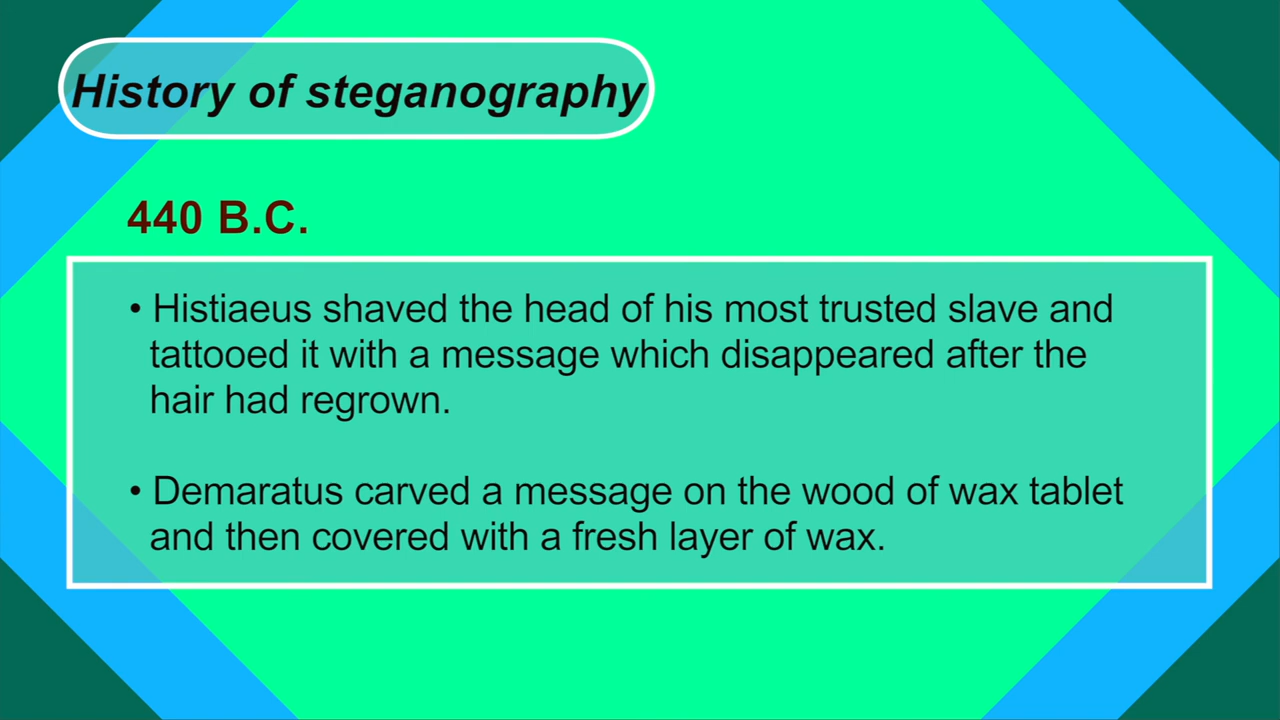 History of steganography
440 B.C.
• Histiaeus shaved the head of his most trusted slave and
tattooed it with a message which disappeared after the
hair had regrown.
• Demaratus carved a message on the wood of wax tablet
and then covered with a fresh layer of wax.